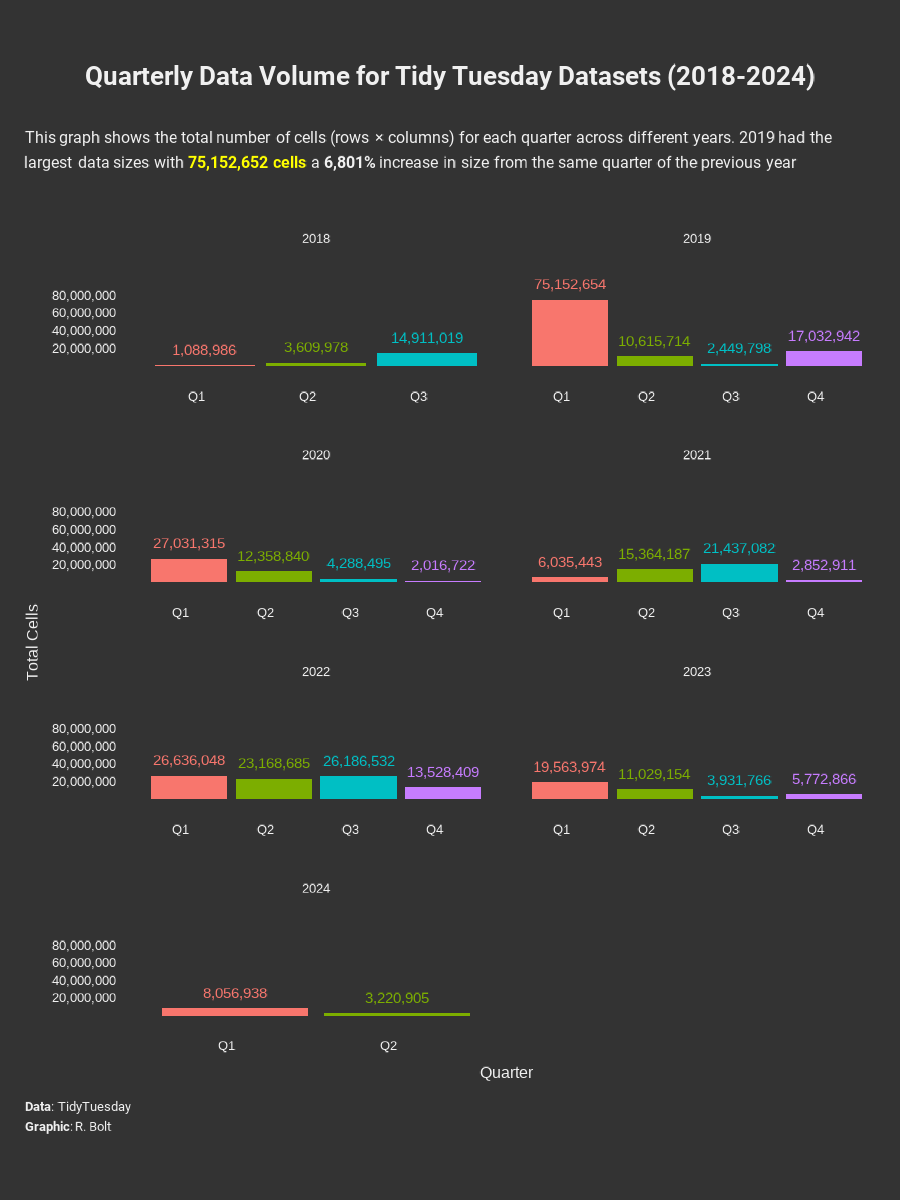 Quarterly Data Volume for Tidy Tuesday Datasets (2018-2024)
This graph shows the total number of cells (rows × columns) for each quarter across different years. 2019 had the
largest data sizes with 75,152,652 cells a 6,801% increase in size from the same quarter of the previous year
2018
80,000,000
60,000,000
40,000,000
20,000,000
1,088,986
3,609,978
14,911,019
Q1
Q2
Q3
2019
75,152,654
10,615,714
2,449,798
17,032,942
Q1
Q2
Q3
Q4
2020
80,000,000
60,000,000
40,000,000
20,000,000
27,031,315
12,358,840
4,288,495
2,016,722
Q1
Q2
Q3
Q4
2021
6,035,443
15,364,187
21,437,082
2,852,911
Q1
Q2
Q3
Q4
Total Cells
2022
80,000,000
60,000,000
40,000,000
20,000,000
26,636,048
23,168,685
26,186,532
13,528,409
Q1
Q2
Q3
Q4
2023
19,563,974
11,029,154
3,931,766
5,772,866
Q1
Q2
Q3
Q4
2024
80,000,000
60,000,000
40,000,000
20,000,000
8,056,938
3,220,905
Q1
Q2
Quarter
Data: TidyTuesday
Graphic: R. Bolt